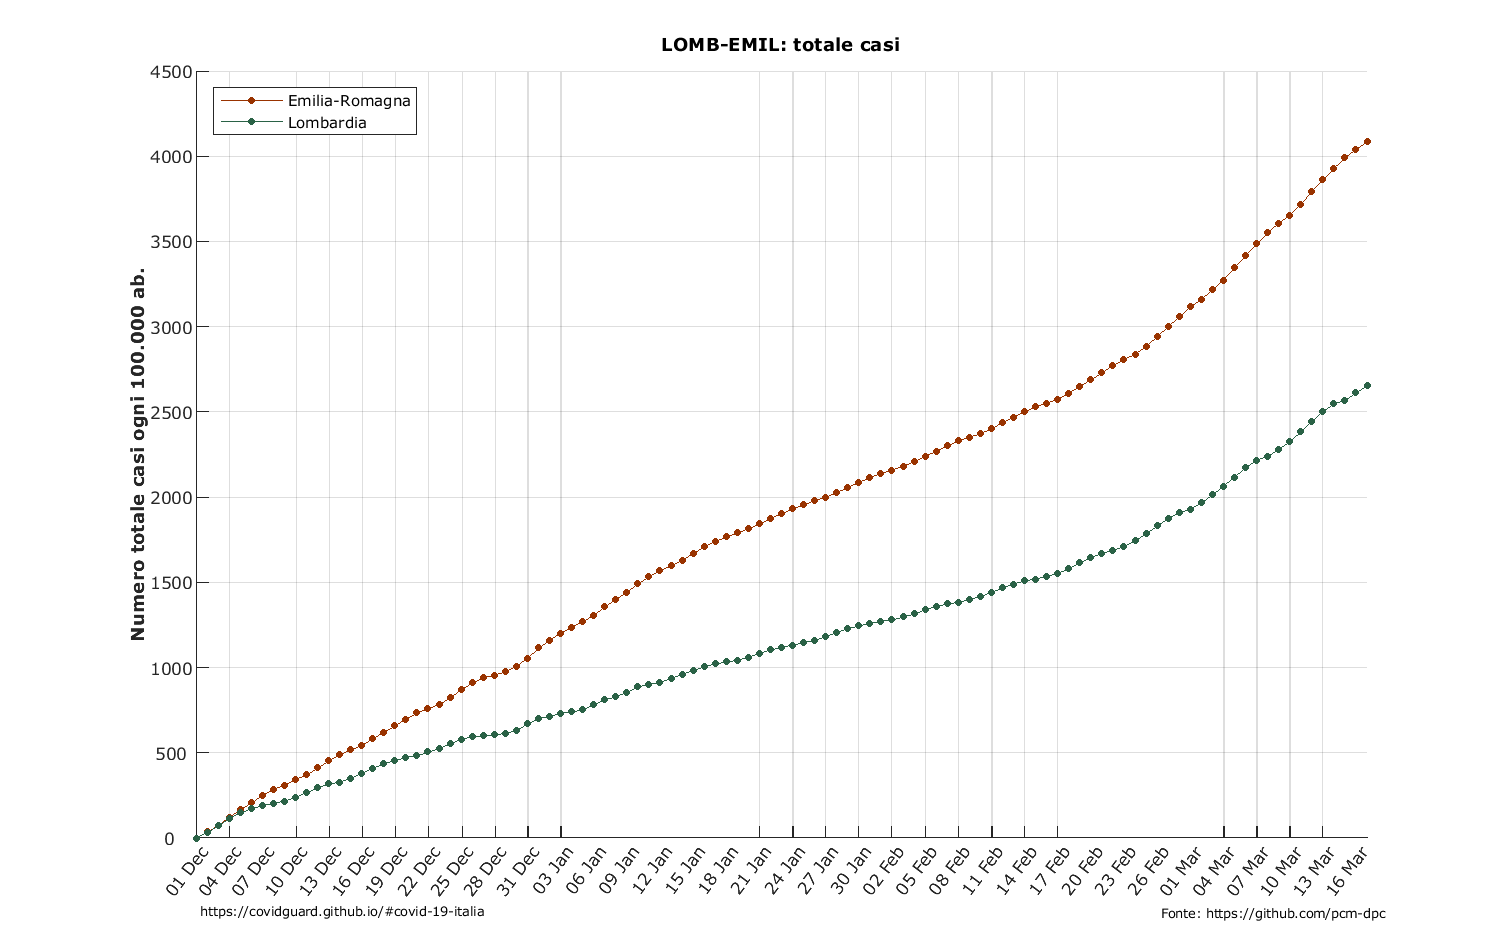 LOMB-EMIL: totale casi
Numero totale casi ogni 100.000 ab.
4500
4000
3500
3000
2500
2000
1500
1000
500
0
Emilia-Romagna
Lombardia
01 Dec
04 Dec
07 Dec
10 Dec
13 Dec
16 Dec
19 Dec
22 Dec
25 Dec
28 Dec
31 Dec
03 Jan
06 Jan
09 Jan
12 Jan
15 Jan
18 Jan
21 Jan
24 Jan
27 Jan
30 Jan
02 Feb
05 Feb
08 Feb
11 Feb
14 Feb
17 Feb
20 Feb
23 Feb
26 Feb
01 Mar
04 Mar
07 Mar
10 Mar
13 Mar
16 Mar
https://covidguard.github.io/#covid-19-italia
Fonte: https://github.com/pcm-dpc